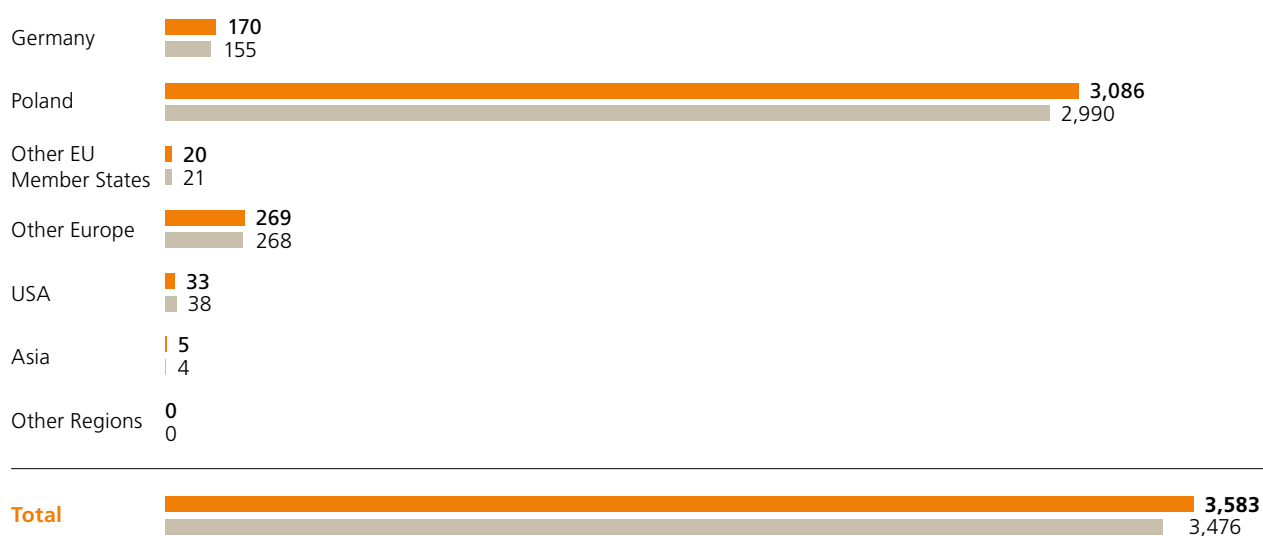 Germany
170
155
Poland
3,086
2,990
Other EU
Member States
20
21
Other Europe
269
268
USA
33
38
Asia
5
4
Other Regions
0
0
Total
3,583
3,476